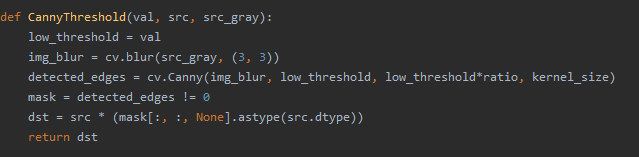 def CannyThreshold(val, src, src_gray):
    low_threshold = val
    img_blur = cv.blur(src_gray, (3, 3))
    detected_edges = cv.Canny(img_blur, low_threshold, low_threshold*ratio, kernel_size)
    mask = detected_edges != 0
    dst = src * (mask[:, :, None].astype(src.dtype))
    return dst